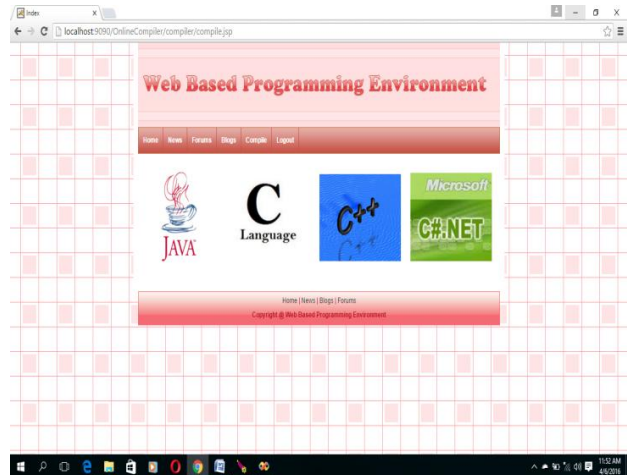 Index
localhost:9090/OnlineCompiler/compiler/compile.jsp
Web Based Programming Environment
Home News Forums Blogs Compile Logout
JAVA
C
Language
C++
Microsoft
C#.NET
Home | News | Blogs | Forums
Copyright @ Web Based Programming Environment
11:52 AM
4/6/2016